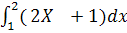 ∫₁²(2X +1)dx